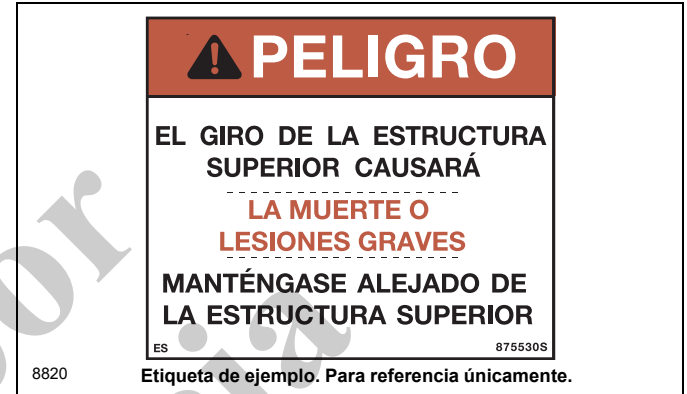 PELIGRO
EL GIRO DE LA ESTRUCTURA
SUPERIOR CAUSARÁ
LA MUERTE O
LESIONES GRAVES
MANTÉNGASE ALEJADO DE
LA ESTRUCTURA SUPERIOR
ES 875530S
8820 Etiqueta de ejemplo. Para referencia únicamente.